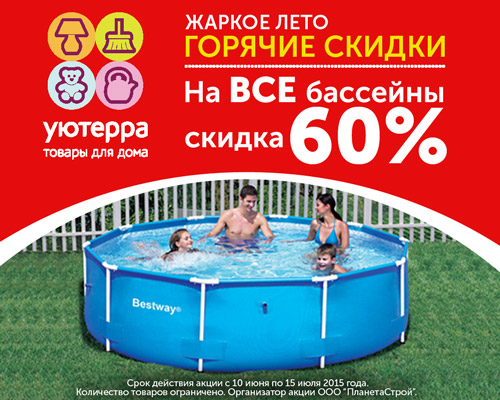 ЖАРКОЕ ЛЕТО
ГОРЯЧИЕ СКИДКИ
На ВСЕ бассейны
скидка 60%
уютерра
товары для дома
Bestway®
Срок действия акции с 10 июня по 15 июля 2015 года.
Количество товаров ограничено. Организатор акции ООО "ПланетаСтрой".